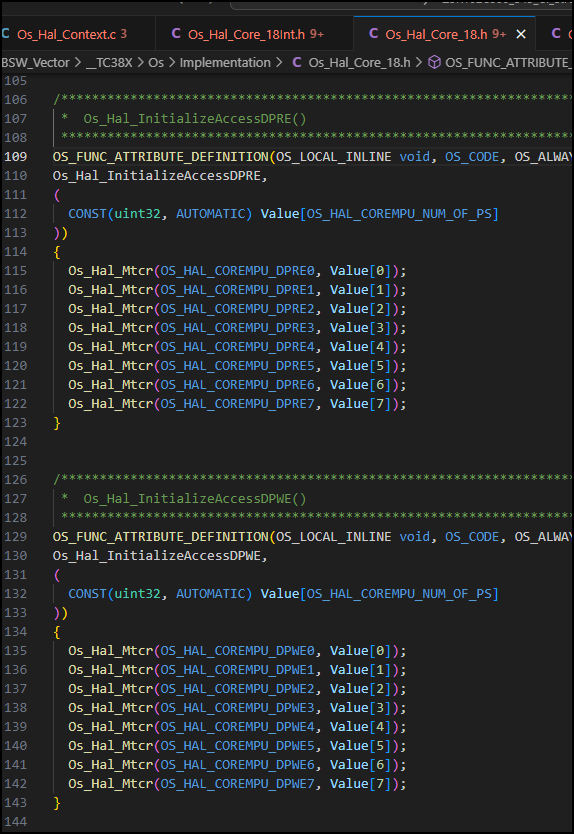 Os_Hal_Context.c 3 Os_Hal_Core_18Int.h 9+ Os_Hal_Core_18.h 9+
BSW_Vector > __TC38X > Os > Implementation > C Os_Hal_Core_18.h > OS_FUNC_ATTRIBUTE_
105
106 /*******************************************************************
107 *  Os_Hal_InitializeAccessDPRE()
108 *******************************************************************
109 OS_FUNC_ATTRIBUTE_DEFINITION(OS_LOCAL_INLINE void, OS_CODE, OS_ALWA
110 Os_Hal_InitializeAccessDPRE,
111 (
112   CONST(uint32, AUTOMATIC) Value[OS_HAL_COREMPU_NUM_OF_PS]
113 ))
114 {
115   Os_Hal_Mtcr(OS_HAL_COREMPU_DPRE0, Value[0]);
116   Os_Hal_Mtcr(OS_HAL_COREMPU_DPRE1, Value[1]);
117   Os_Hal_Mtcr(OS_HAL_COREMPU_DPRE2, Value[2]);
118   Os_Hal_Mtcr(OS_HAL_COREMPU_DPRE3, Value[3]);
119   Os_Hal_Mtcr(OS_HAL_COREMPU_DPRE4, Value[4]);
120   Os_Hal_Mtcr(OS_HAL_COREMPU_DPRE5, Value[5]);
121   Os_Hal_Mtcr(OS_HAL_COREMPU_DPRE6, Value[6]);
122   Os_Hal_Mtcr(OS_HAL_COREMPU_DPRE7, Value[7]);
123 }
124
125
126 /*******************************************************************
127 *  Os_Hal_InitializeAccessDPWE()
128 *******************************************************************
129 OS_FUNC_ATTRIBUTE_DEFINITION(OS_LOCAL_INLINE void, OS_CODE, OS_ALWA
130 Os_Hal_InitializeAccessDPWE,
131 (
132   CONST(uint32, AUTOMATIC) Value[OS_HAL_COREMPU_NUM_OF_PS]
133 ))
134 {
135   Os_Hal_Mtcr(OS_HAL_COREMPU_DPWE0, Value[0]);
136   Os_Hal_Mtcr(OS_HAL_COREMPU_DPWE1, Value[1]);
137   Os_Hal_Mtcr(OS_HAL_COREMPU_DPWE2, Value[2]);
138   Os_Hal_Mtcr(OS_HAL_COREMPU_DPWE3, Value[3]);
139   Os_Hal_Mtcr(OS_HAL_COREMPU_DPWE4, Value[4]);
140   Os_Hal_Mtcr(OS_HAL_COREMPU_DPWE5, Value[5]);
141   Os_Hal_Mtcr(OS_HAL_COREMPU_DPWE6, Value[6]);
142   Os_Hal_Mtcr(OS_HAL_COREMPU_DPWE7, Value[7]);
143 }
144